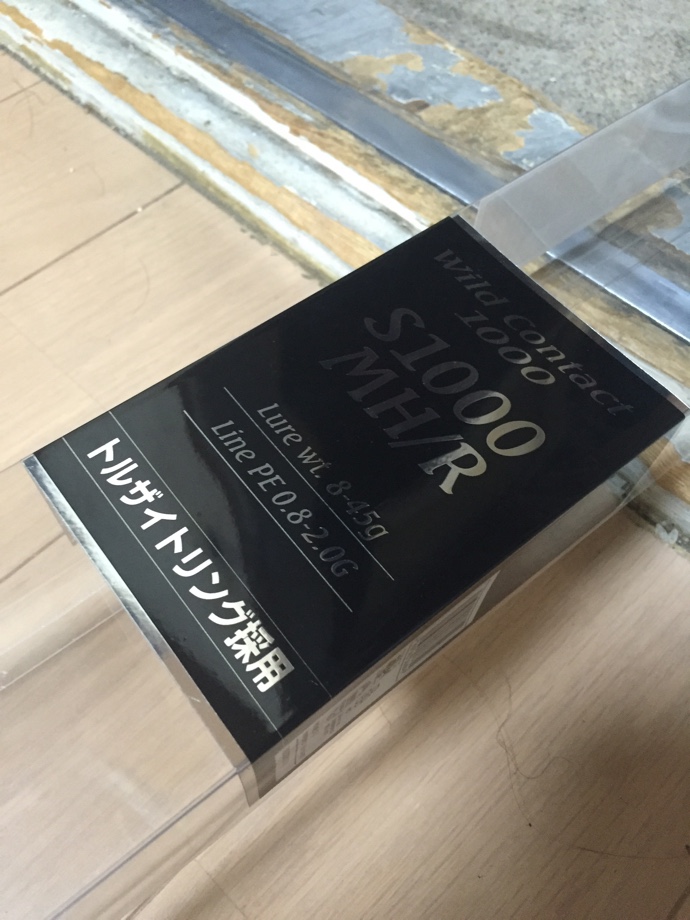 Wild Contact
1000
S1000
MH/R
Lure wt. 8-45g
Line PE 0.8-2.0G
トルザイトリング採用